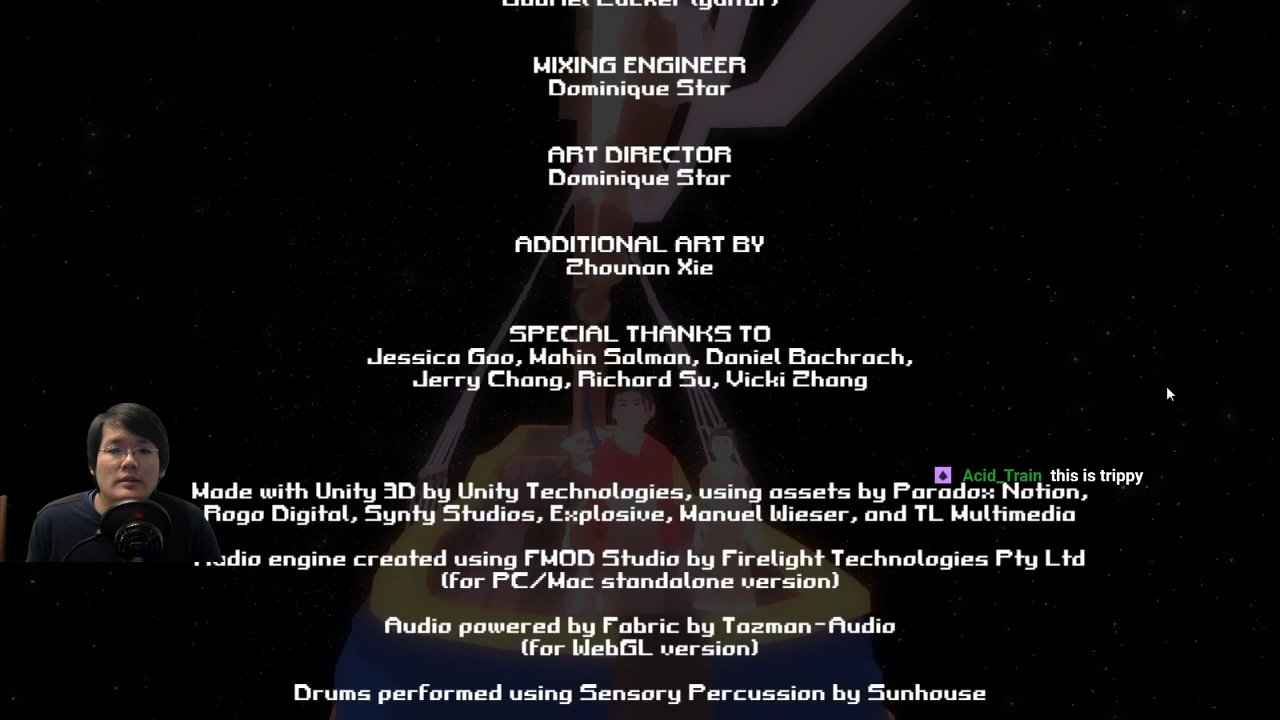 MIXING ENGINEER
Dominique Star
ART DIRECTOR
Dominique Star
ADDITIONAL ART BY
Zhounan Xie
SPECIAL THANKS TO
Jessica Gao, Mahin Salman, Daniel Bachrach,
Jerry Chang, Richard Su, Vicki Zhang
Acid_Train this is trippy
Made with Unity 3D by Unity Technologies, using assets by Paradox Notion,
Rogo Digital, Synty Studios, Explosive, Manuel Wieser, and TL Multimedia
Audio engine created using FMOD Studio by Firelight Technologies Pty Ltd
(for PC/Mac standalone version)
Audio powered by Fabric by Tazman-Audio
(for WebGL version)
Drums performed using Sensory Percussion by Sunhouse